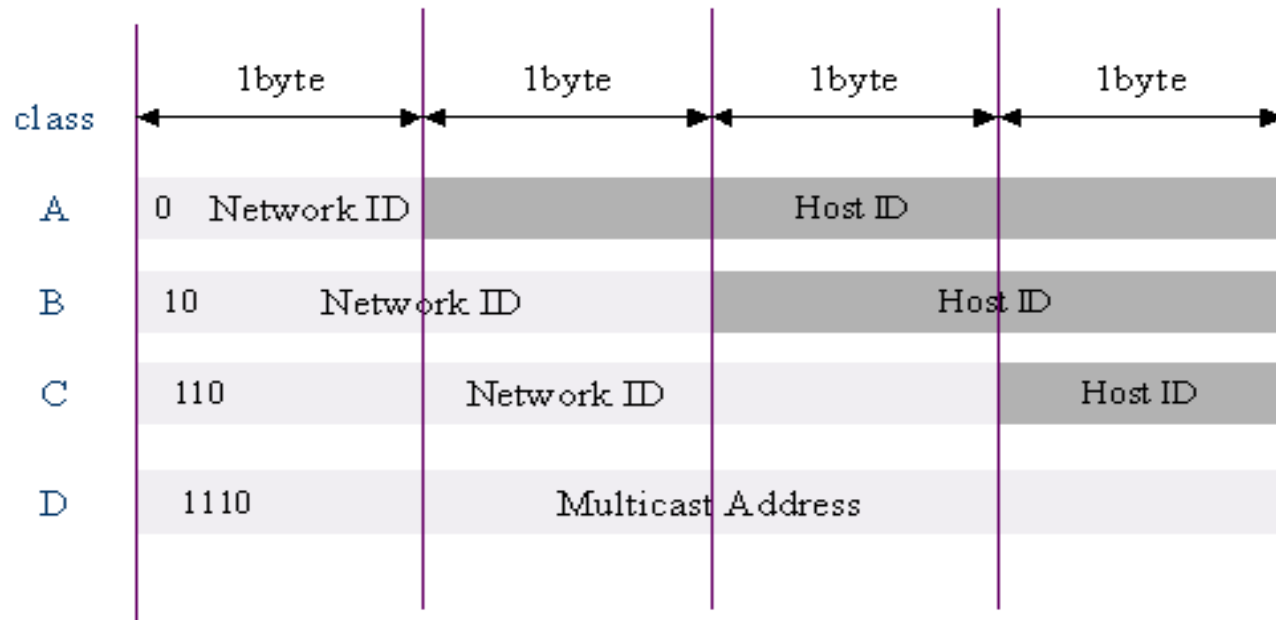 1byte 1byte 1byte 1byte
class
A 0 Network ID Host ID
B 10 Network ID Host ID
C 110 Network ID Host ID
D 1110 Multicast Address